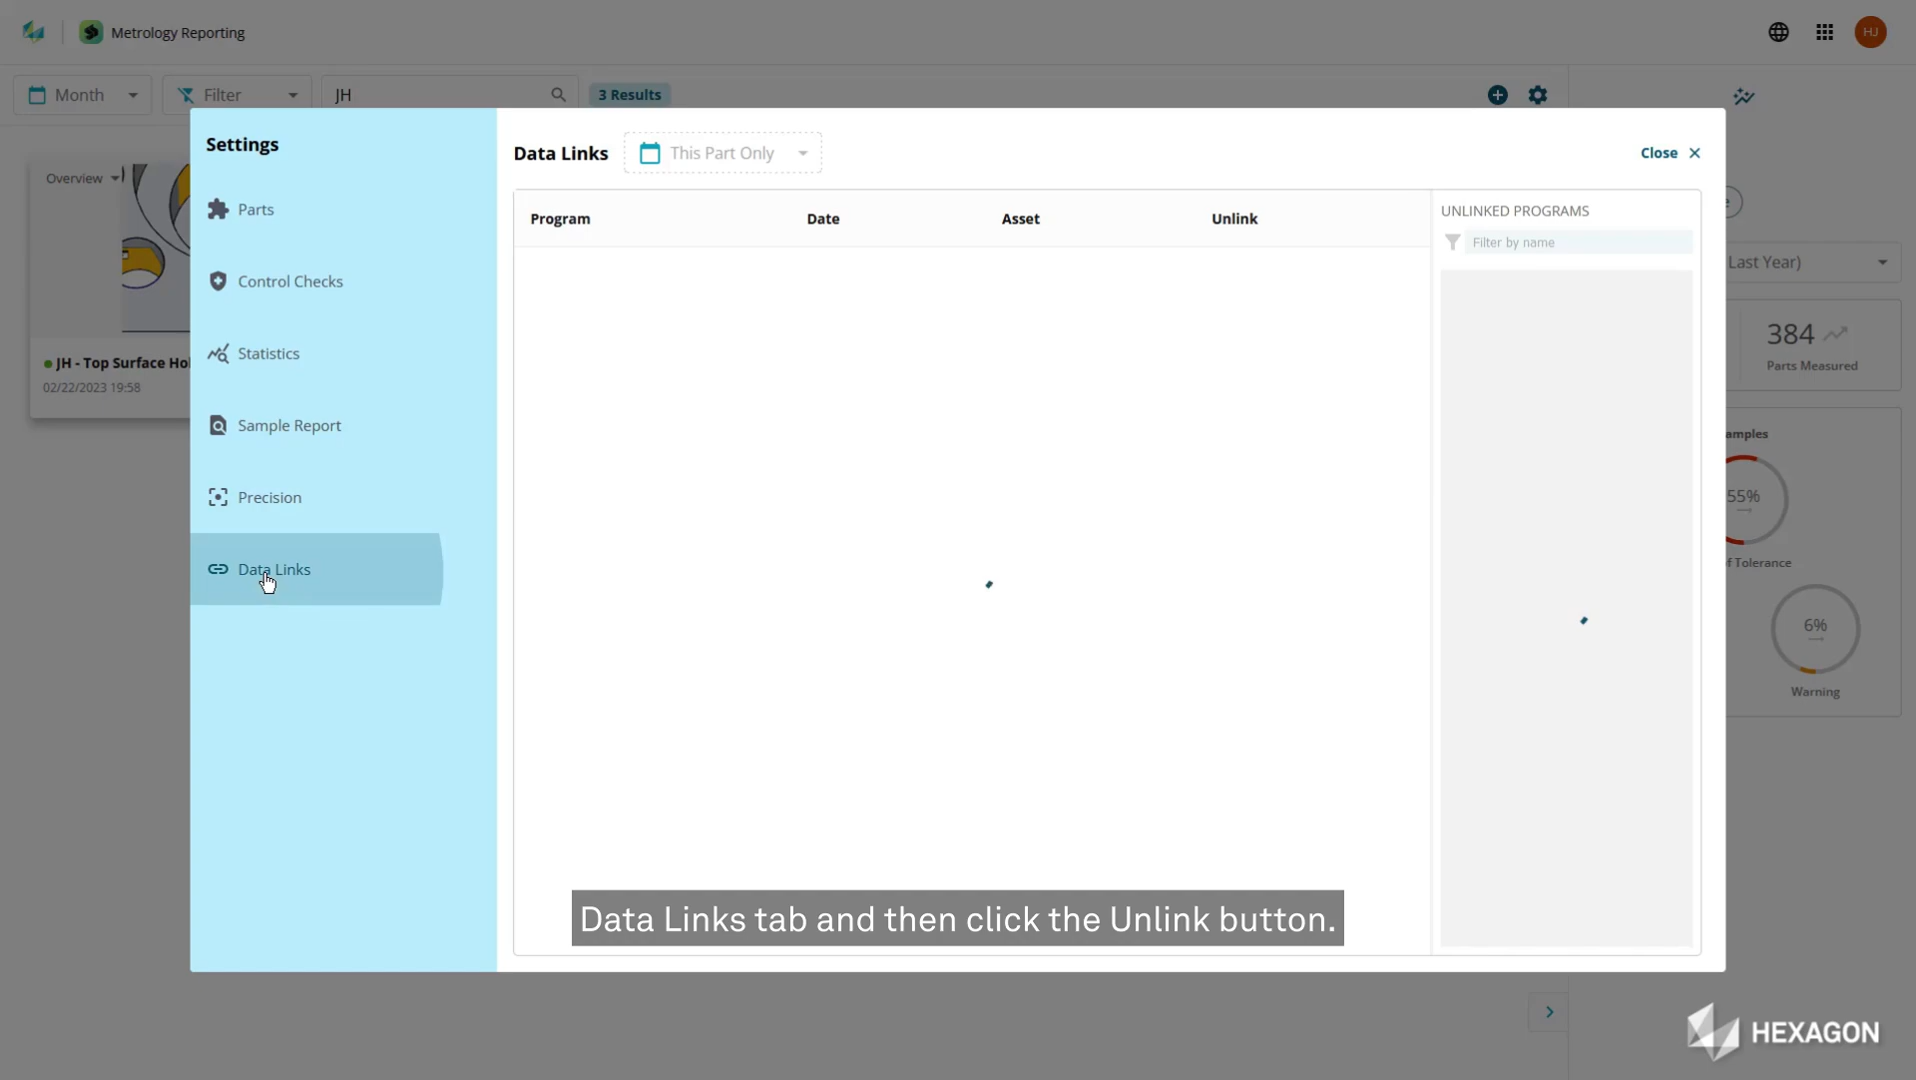 Metrology Reporting
HJ
Month
Filter
JH
3 Results
Settings
Parts
Control Checks
Statistics
Sample Report
Precision
Data Links
Data Links
This Part Only
Close
Program
Date
Asset
Unlink
UNLINKED PROGRAMS
Filter by name
Overview
JH - Top Surface Hol
02/22/2023 19:58
e
Last Year)
384
Parts Measured
amples
55%
f Tolerance
6%
Warning
Data Links tab and then click the Unlink button.
HEXAGON